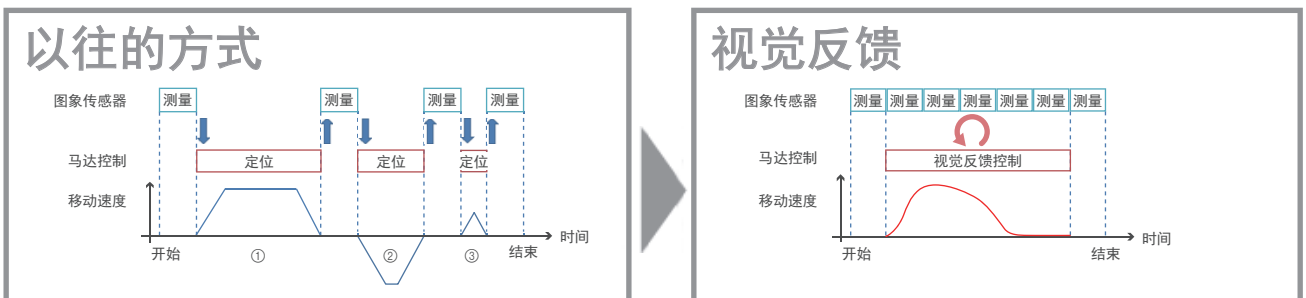 以往的方式
图象传感器 测量 测量 测量 测量
马达控制 定位 定位 定位
移动速度
时间
开始 ① ② ③ 结束
视觉反馈
图象传感器 测量 测量 测量 测量 测量 测量 测量
马达控制 视觉反馈控制
移动速度
时间
开始 结束